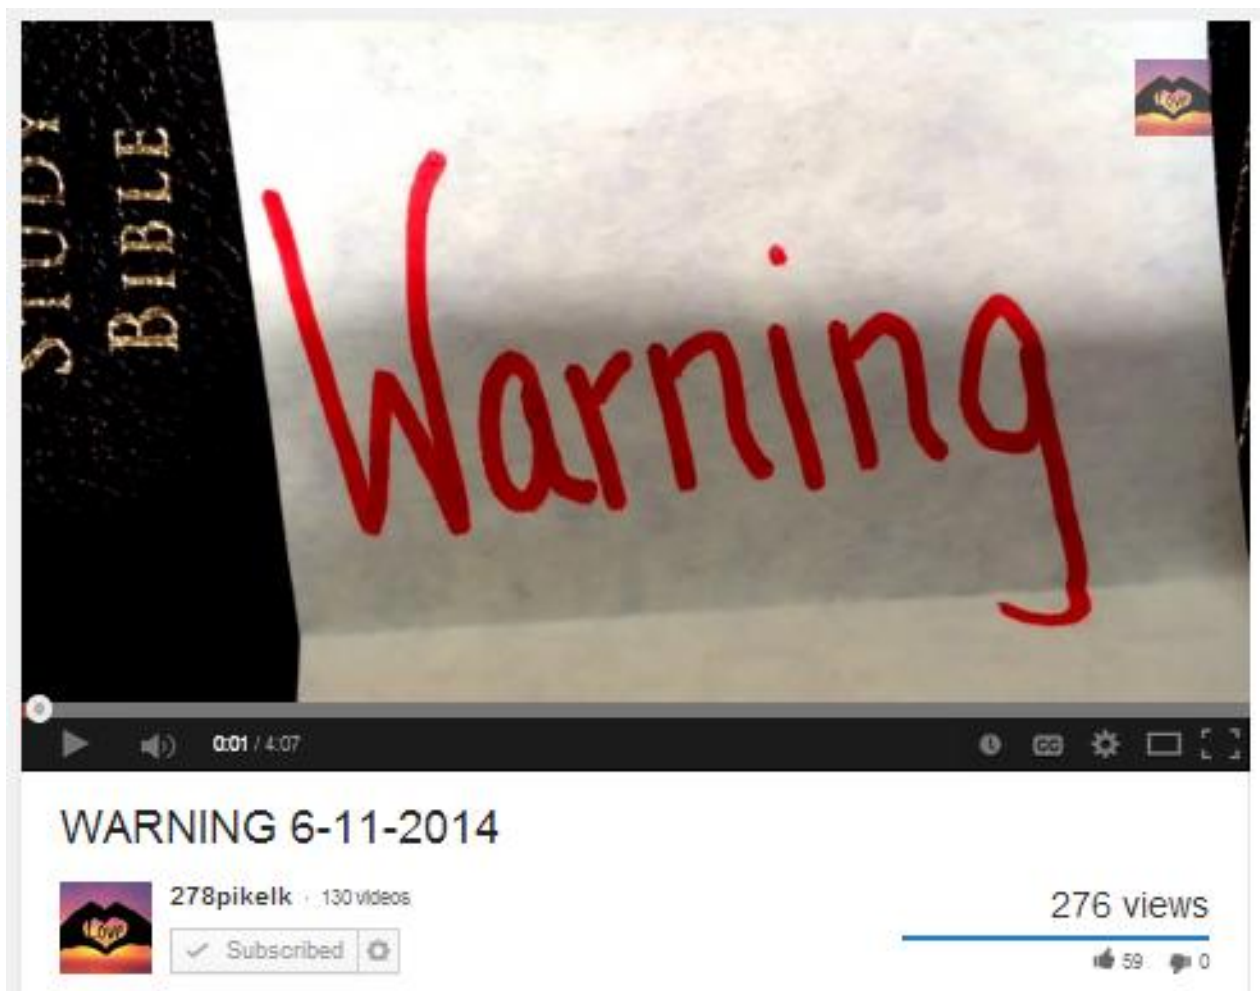 STUDY
BIBLE
Love
Warning
0:01 / 4:07
CC
WARNING 6-11-2014
Love
278pikelk · 130 videos
Subscribed
276 views
59 0